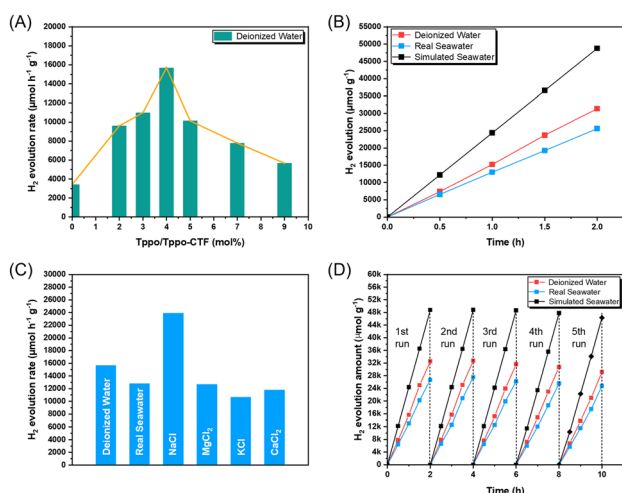 (A)
Deionized Water
H2 evolution rate (μmol h-1 g-1)
20000
18000
16000
14000
12000
10000
8000
6000
4000
2000
0
0 1 2 3 4 5 6 7 8 9 10
Tppo/Tppo-CTF (mol%)
(B)
Deionized Water
Real Seawater
Simulated Seawater
H2 evolution (μmol g-1)
55000
50000
45000
40000
35000
30000
25000
20000
15000
10000
5000
0
0.0 0.5 1.0 1.5 2.0
Time (h)
(C)
H2 evolution rate (μmol h-1 g-1)
30000
28000
26000
24000
22000
20000
18000
16000
14000
12000
10000
8000
6000
4000
2000
0
Deionized Water
Real Seawater
NaCl
MgCl2
KCl
CaCl2
(D)
Deionized Water
Real Seawater
Simulated Seawater
H2 evolution amount (μmol g-1)
60k
56k
52k
48k
44k
40k
36k
32k
28k
24k
20k
16k
12k
8k
4k
0
1st
run
2nd
run
3rd
run
4th
run
5th
run
0 2 4 6 8 10
Time (h)